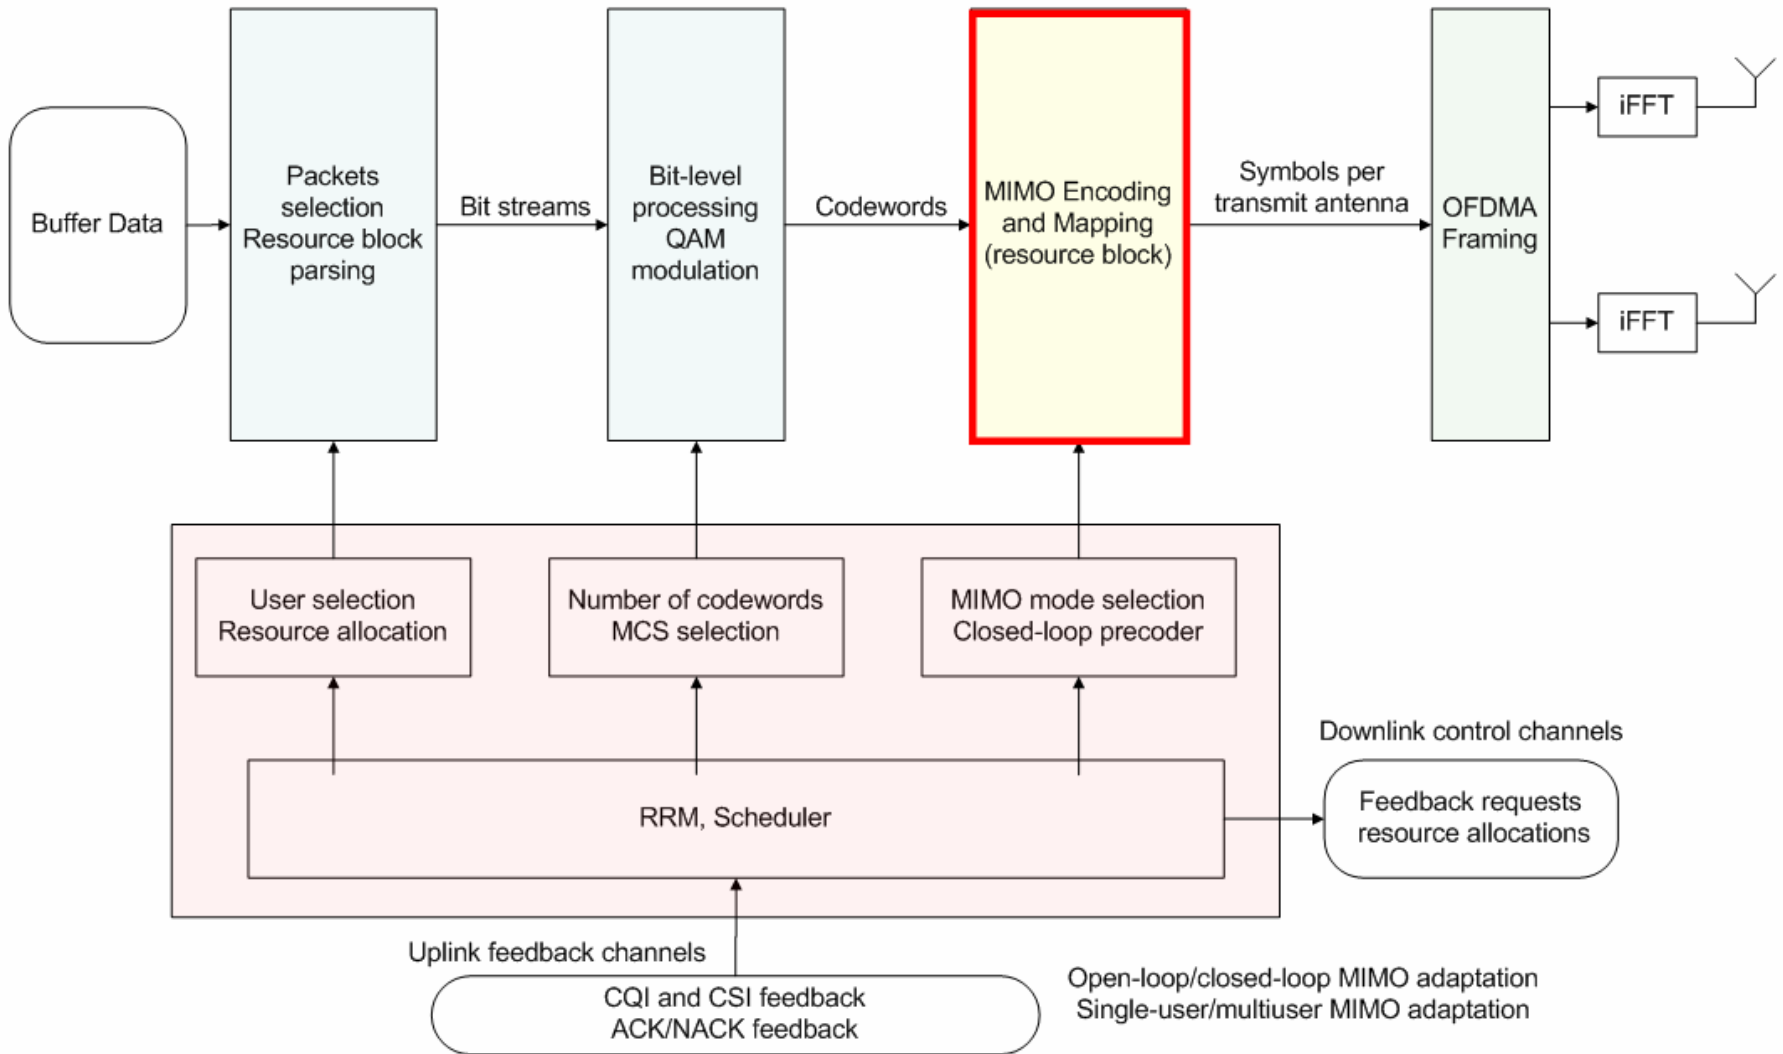 Buffer Data
Packets
selection
Resource block
parsing
Bit streams
Bit-level
processing
QAM
modulation
Codewords
MIMO Encoding
and Mapping
(resource block)
Symbols per
transmit antenna
OFDMA
Framing
iFFT
iFFT
User selection
Resource allocation
Number of codewords
MCS selection
MIMO mode selection
Closed-loop precoder
RRM, Scheduler
Downlink control channels
Feedback requests
resource allocations
Uplink feedback channels
CQI and CSI feedback
ACK/NACK feedback
Open-loop/closed-loop MIMO adaptation
Single-user/multiuser MIMO adaptation